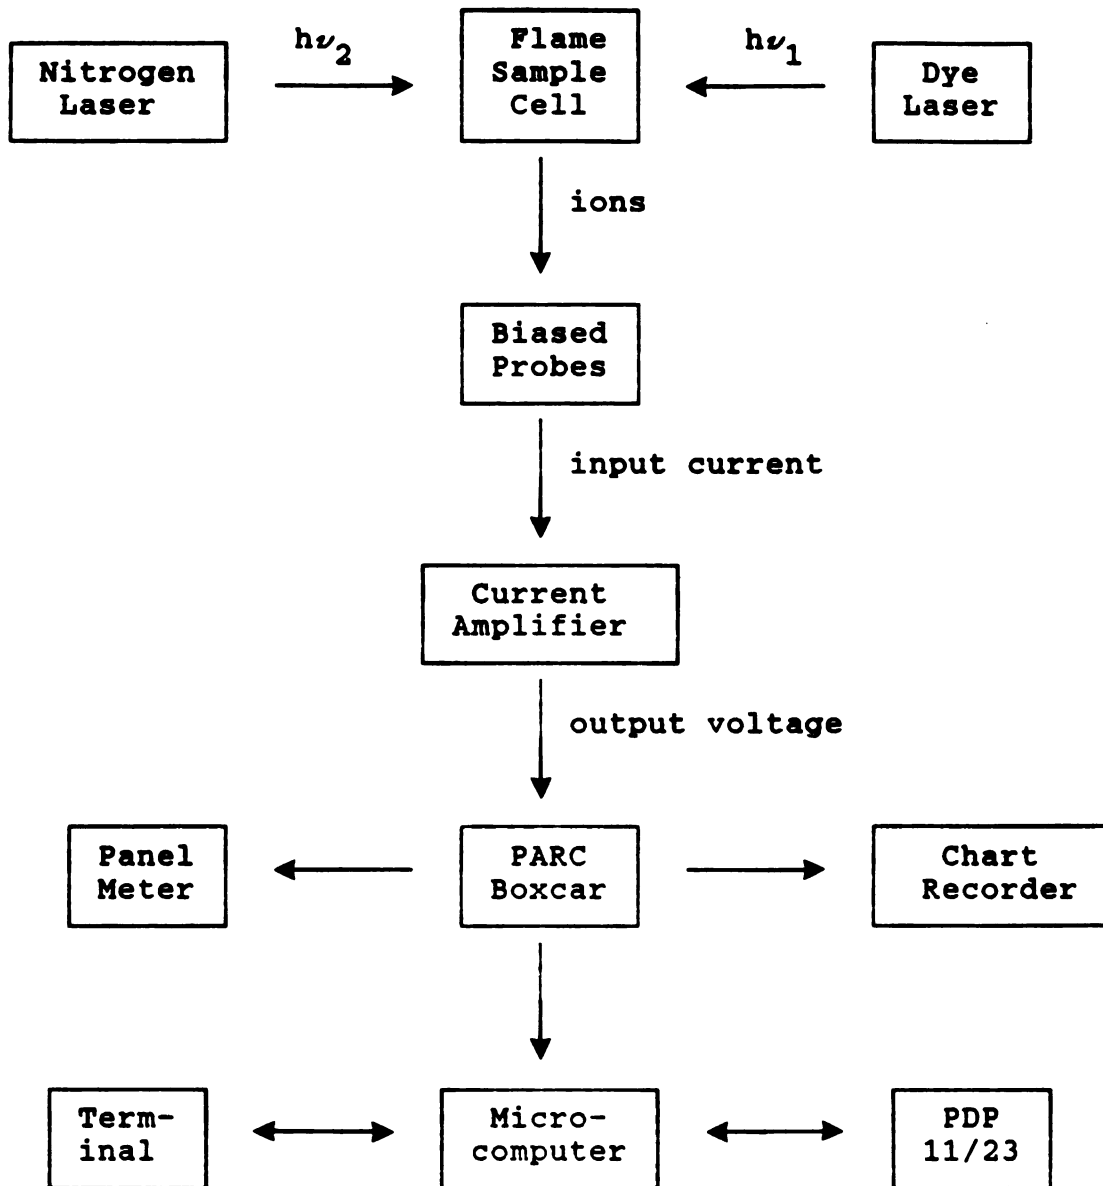 hν2
hν1
Nitrogen
Laser
Flame
Sample
Cell
Dye
Laser
ions
Biased
Probes
input current
Current
Amplifier
output voltage
Panel
Meter
PARC
Boxcar
Chart
Recorder
Term-
inal
Micro-
computer
PDP
11/23